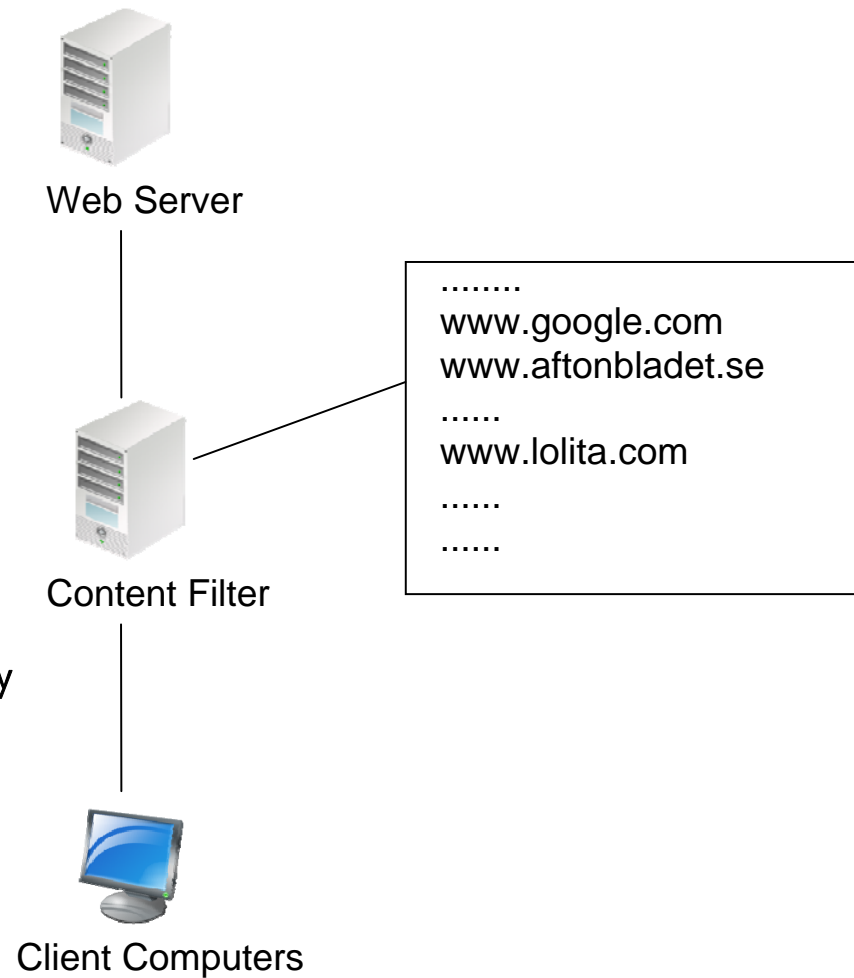 Web Server
........
www.google.com
www.aftonbladet.se
......
www.lolita.com
......
......
Content Filter
y
Client Computers